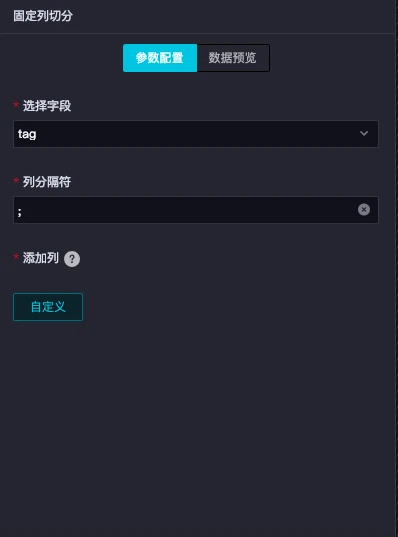 固定列切分
参数配置 数据预览
* 选择字段
tag
* 列分隔符
;
* 添加列 ?
自定义